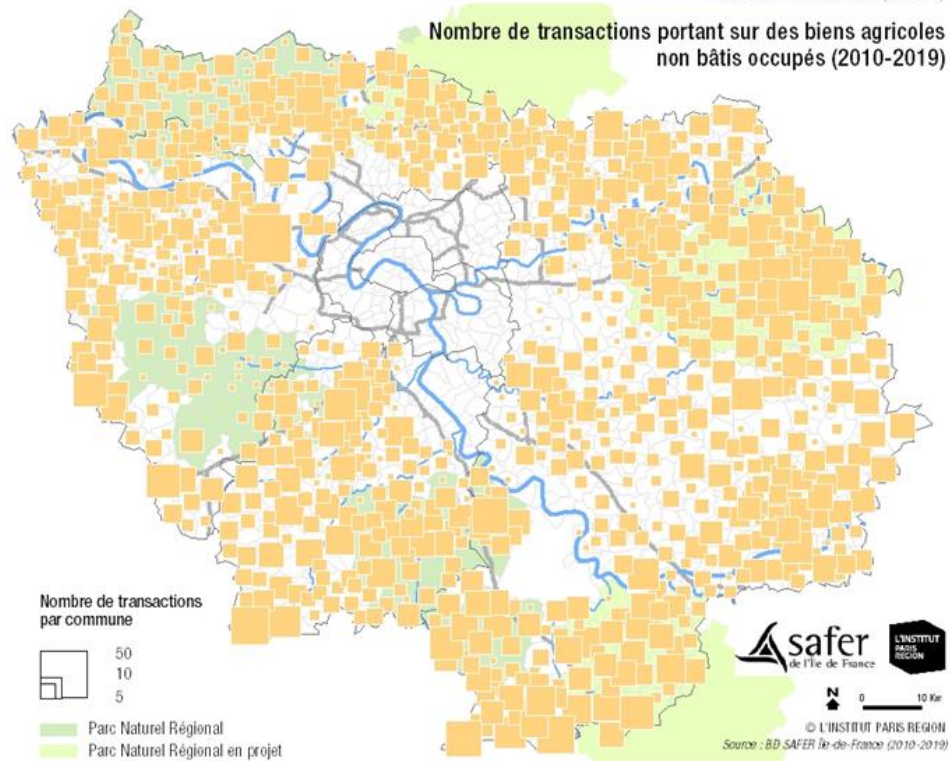 Nombre de transactions portant sur des biens agricoles
non bâtis occupés (2010-2019)
Nombre de transactions
par commune
50
10
5
Parc Naturel Régional
Parc Naturel Régional en projet
safer
de l'Île de France
L'INSTITUT
PARIS
REGION
N
0 10 Km
© L'INSTITUT PARIS REGION
Source : BD SAFER Île-de-France (2010-2019)